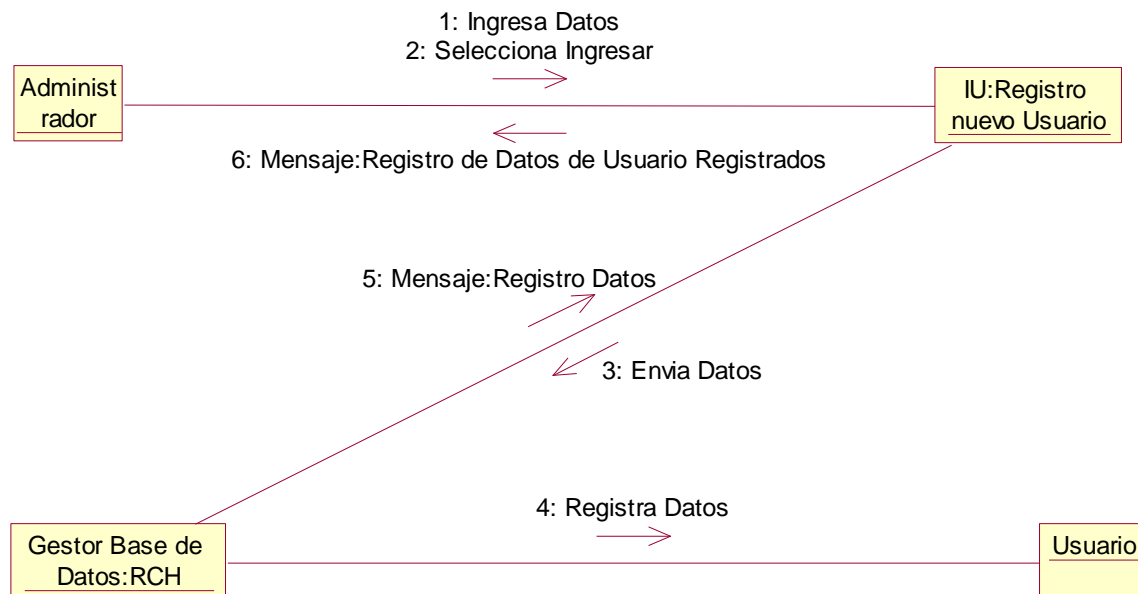 1: Ingresa Datos
2: Selecciona Ingresar
Administ
rador
IU:Registro
nuevo Usuario
6: Mensaje:Registro de Datos de Usuario Registrados
5: Mensaje:Registro Datos
3: Envia Datos
4: Registra Datos
Gestor Base de
Datos:RCH
Usuario